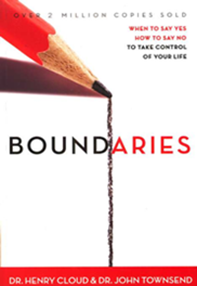 OVER 2 MILLION COPIES SOLD
WHEN TO SAY YES
HOW TO SAY NO
TO TAKE CONTROL
OF YOUR LIFE
BOUNDARIES
DR. HENRY CLOUD & DR. JOHN TOWNSEND